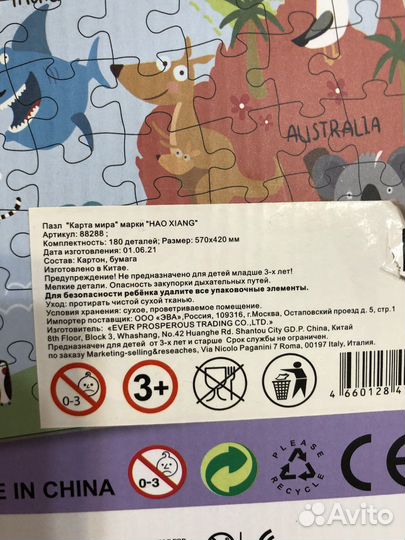 AUSTRALIA
Пазл "Карта мира" марки "HAO XIANG"
Артикул: 88288 ;
Комплектность: 180 деталей; Размер: 570х420 мм
Дата изготовления: 01.06.21
Состав: Картон, бумага
Изготовлено в Китае.
Предупреждение! Не предназначено для детей младше 3-х лет!
Мелкие детали. Опасность закупорки дыхательных путей.
Для безопасности ребёнка удалите все упаковочные элементы.
Уход: протирать чистой сухой тканью.
Условия хранения: сухое, проветриваемое помещение.
Импортер поставщик: ООО «ЭВА»,Россия, 109316, г.Москва, Остаповский проезд д. 5, стр.1
Изготовитель: «EVER PROSPEROUS TRADING CO.,LTD.»
8th Floor, Block 3, Whashang, No.42 Huanghe Rd. Shantou City GD.P. China, Китай
Предназначен для детей от 3-х лет и старше Срок службы не ограничен.
по заказу Marketing-selling&reseaches, Via Nicolo Paganini 7 Roma, 00197 Italy, Италия.
0-3
3+
4 660128 4
E IN CHINA
0-3
PLEASE
RECYCLE
Avito